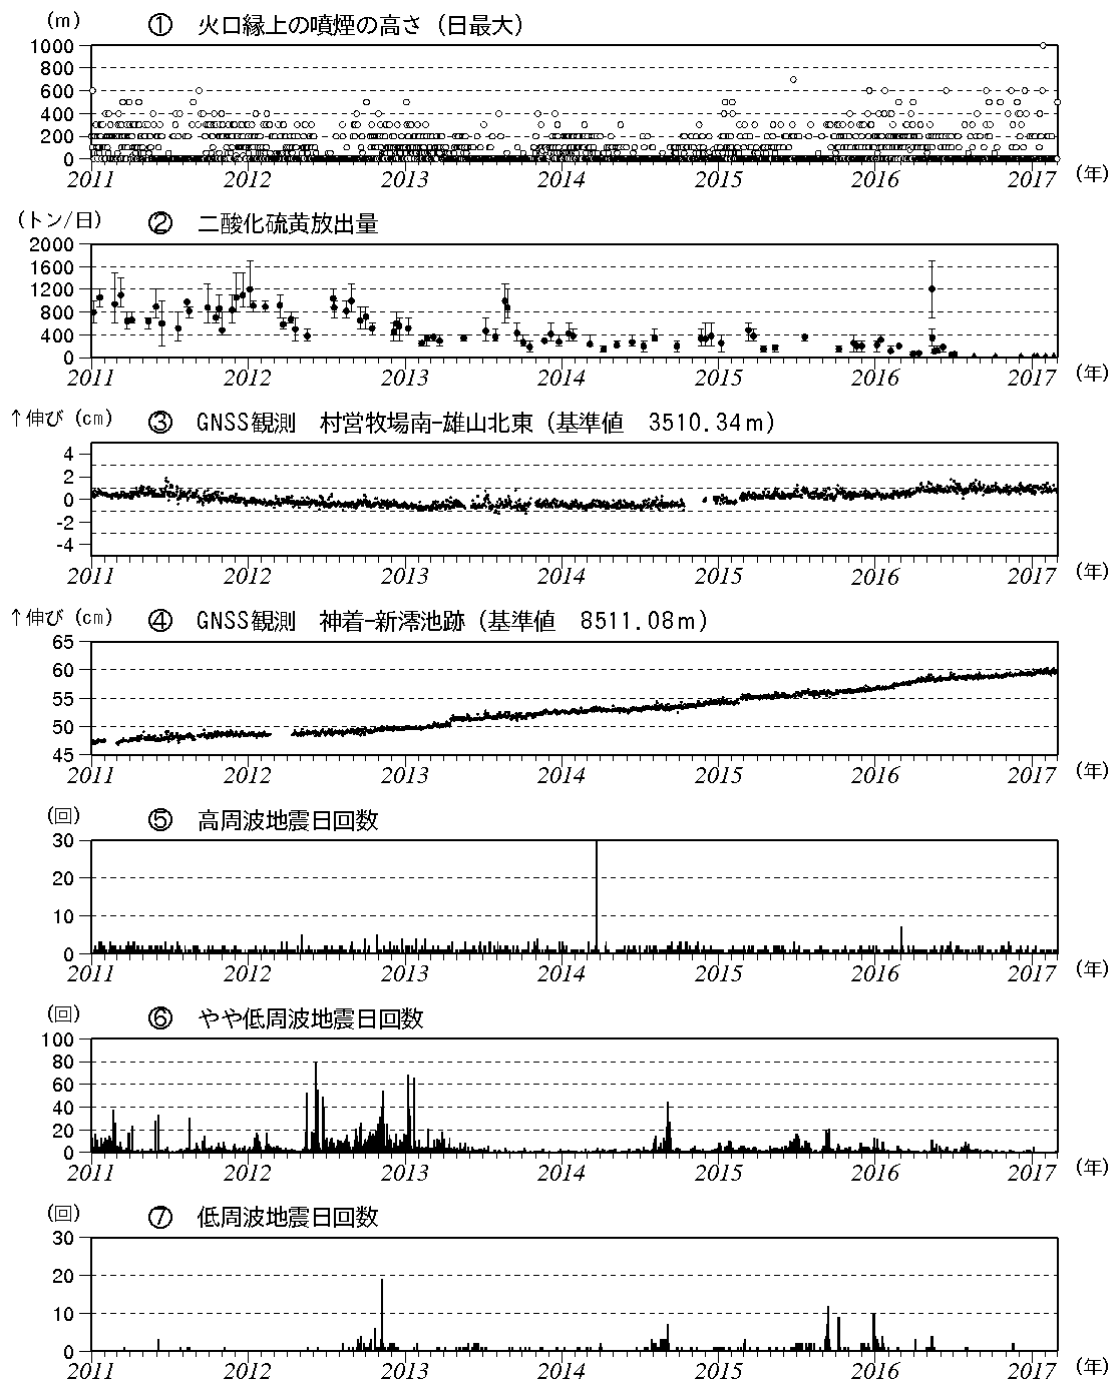 (m) ① 火口縁上の噴煙の高さ (日最大)
1000
800
600
400
200
0
2011 2012 2013 2014 2015 2016 2017 (年)
(トン/日) ② 二酸化硫黄放出量
2000
1600
1200
800
400
0
2011 2012 2013 2014 2015 2016 2017 (年)
↑伸び (cm) ③ GNSS観測 村営牧場南-雄山北東 (基準値 3510.34m)
4
2
0
-2
-4
2011 2012 2013 2014 2015 2016 2017 (年)
↑伸び (cm) ④ GNSS観測 神着-新澪池跡 (基準値 8511.08m)
65
60
55
50
45
2011 2012 2013 2014 2015 2016 2017 (年)
(回) ⑤ 高周波地震日回数
30
20
10
0
2011 2012 2013 2014 2015 2016 2017 (年)
(回) ⑥ やや低周波地震日回数
100
80
60
40
20
0
2011 2012 2013 2014 2015 2016 2017 (年)
(回) ⑦ 低周波地震日回数
30
20
10
0
2011 2012 2013 2014 2015 2016 2017 (年)